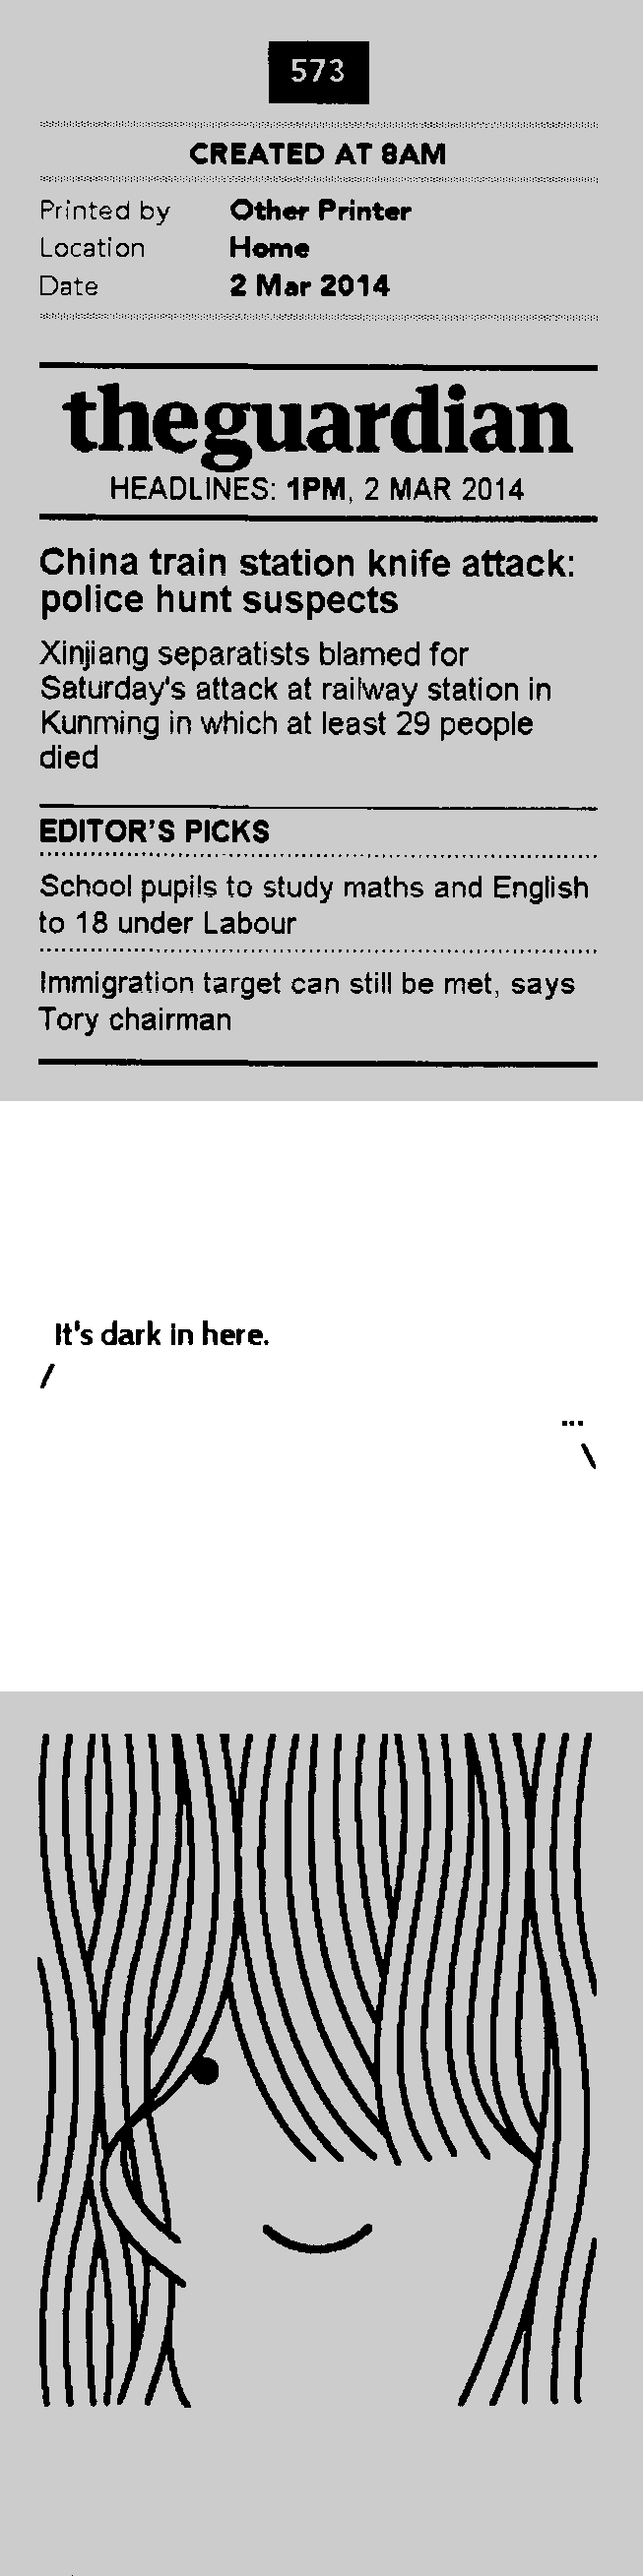 573
CREATED AT 8AM
Printed by Other Printer
Location Home
Date 2 Mar 2014
theguardian
HEADLINES: 1PM, 2 MAR 2014
China train station knife attack:
police hunt suspects
Xinjiang separatists blamed for
Saturday's attack at railway station in
Kunming in which at least 29 people
died
EDITOR'S PICKS
School pupils to study maths and English
to 18 under Labour
Immigration target can still be met, says
Tory chairman
It's dark in here.
/
...
\